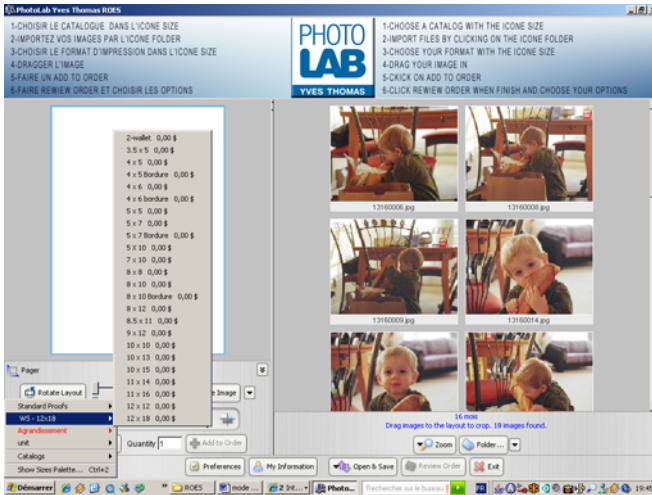 PhotoLab Yves Thomas ROES
1-CHOISIR LE CATALOGUE DANS L'ICONE SIZE
2-IMPORTEZ VOS IMAGES PAR L'ICONE FOLDER
3-CHOISIR LE FORMAT D'IMPRESSION DANS L'ICONE SIZE
4-DRAGGER L'IMAGE
5-FAIRE UN ADD TO ORDER
6-FAIRE REWIEW ORDER ET CHOISIR LES OPTIONS
PHOTO
LAB
YVES THOMAS
1-CHOOSE A CATALOG WITH THE ICONE SIZE
2-IMPORT FILES BY CLICKING ON THE ICONE FOLDER
3-CHOOSE YOUR FORMAT WITH THE ICONE SIZE
4-DRAG YOUR IMAGE IN
5-CKICK ON ADD TO ORDER
6-CLICK REWIEW ORDER WHEN FINISH AND CHOOSE YOUR OPTIONS
2-wallet 0,00 $
3.5 x 5 0,00 $
4 x 5 0,00 $
4 x 5 Bordure 0,00 $
4 x 6 0,00 $
4 x 6 bordure 0,00 $
5 x 5 0,00 $
5 x 7 0,00 $
5 x 7 Bordure 0,00 $
5 X 10 0,00 $
7 x 10 0,00 $
8 x 8 0,00 $
8 x 10 0,00 $
8 x 10 Bordure 0,00 $
8 x 12 0,00 $
8.5 x 11 0,00 $
9 x 12 0,00 $
10 x 10 0,00 $
10 x 13 0,00 $
10 x 15 0,00 $
11 x 14 0,00 $
11 x 16 0,00 $
12 x 12 0,00 $
12 x 18 0,00 $
13160006.jpg
13160008.jpg
13160009.jpg
13160014.jpg
Pager
Rotate Layout
e Image
Standard Proofs
WS - 12x18
Agrandissement
unit
Catalogs
Show Sizes Palette... Ctrl+2
Quantity 1
Add to Order
16 mois
Drag images to the layout to crop. 18 images found.
Zoom
Folder...
Preferences
My Information
Open & Save
Review Order
Exit
Démarrer
ROES
mode ...
2 Int...
Photo...
Rechercher sur le bureau
FR
19:45